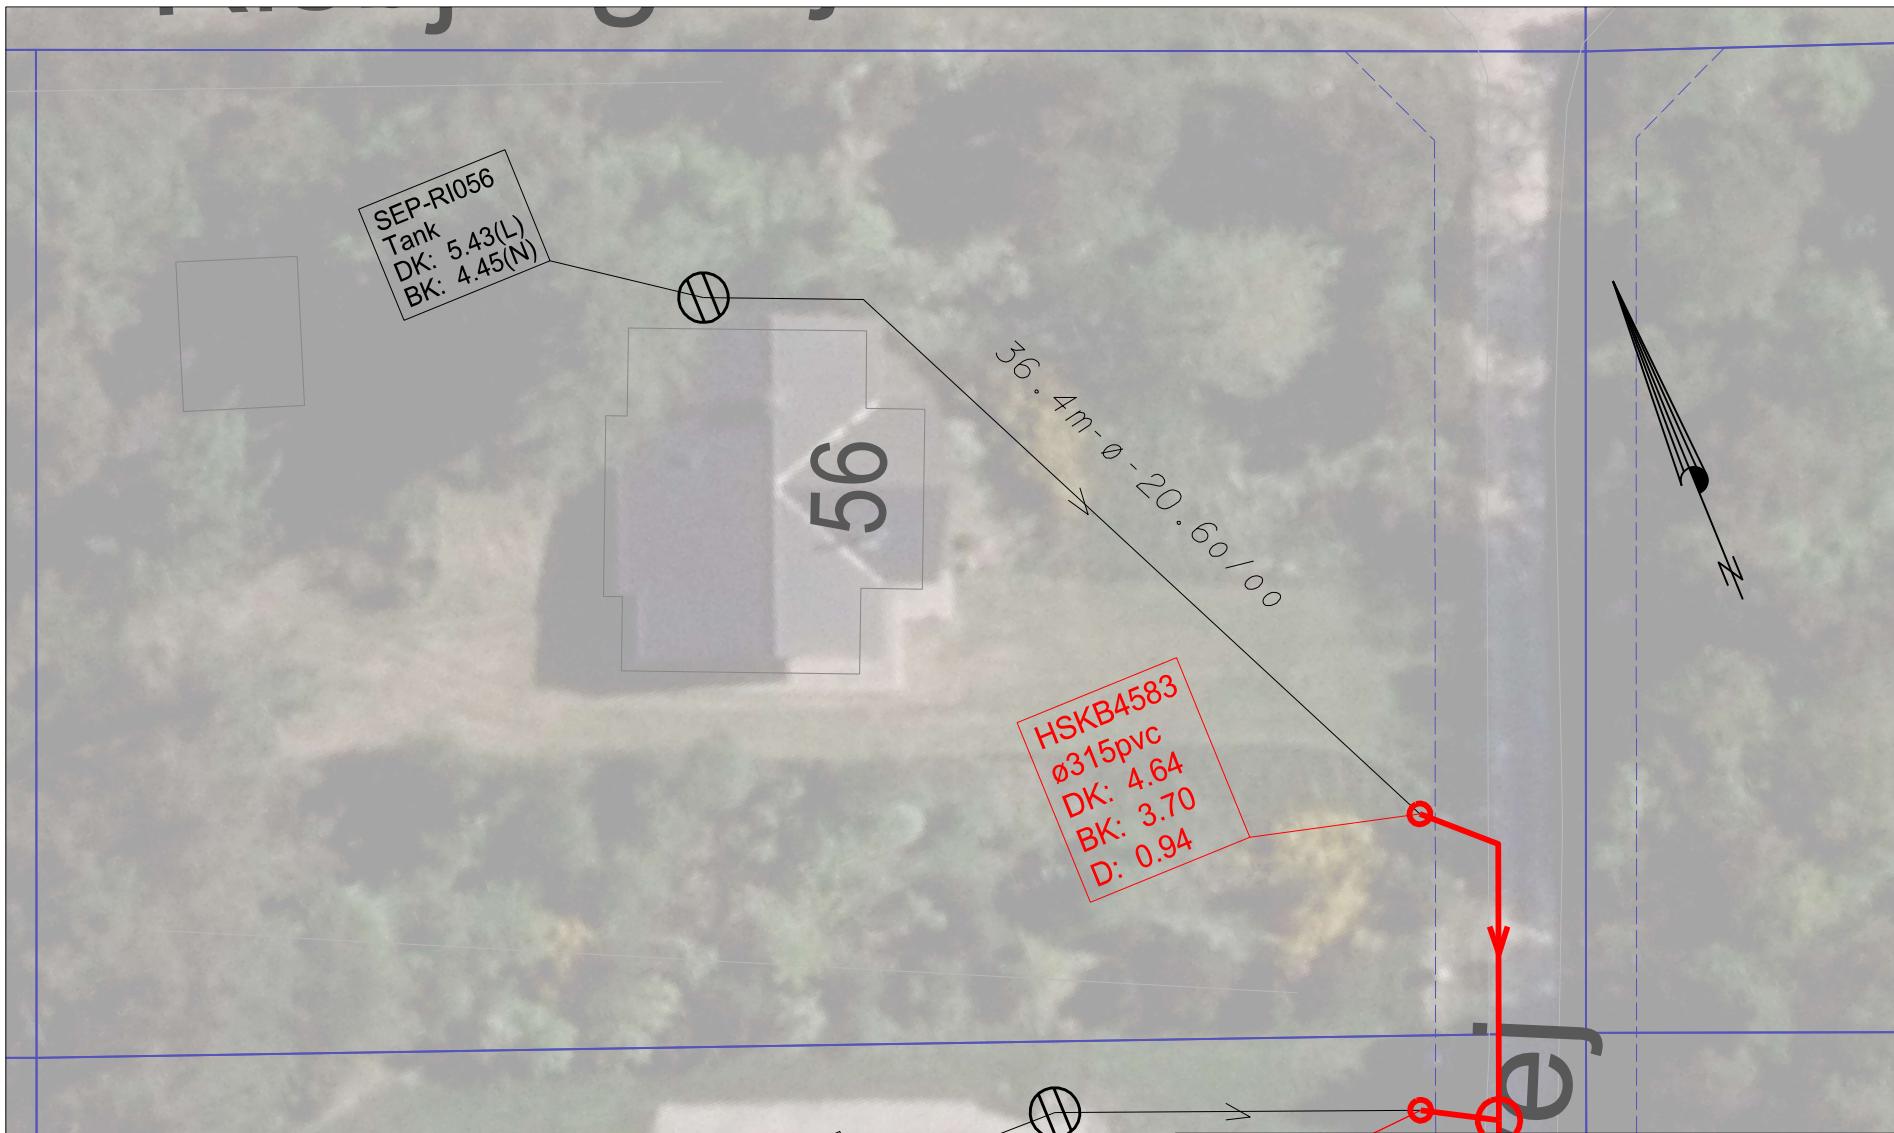 SEP-RI056
Tank
DK: 5.43(L)
BK: 4.45(N)
36.4m-ø-20.60/00
56
HSKB4583
ø315pvc
DK: 4.64
BK: 3.70
D: 0.94
N
ej